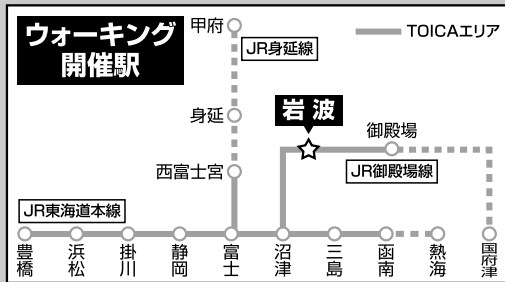 ウォーキング
開催駅
甲府
TOICAエリア
JR身延線
身延
岩波
御殿場
西富士宮
JR御殿場線
JR東海道本線
豊橋
浜松
掛川
静岡
富士
沼津
三島
函南
熱海
国府津